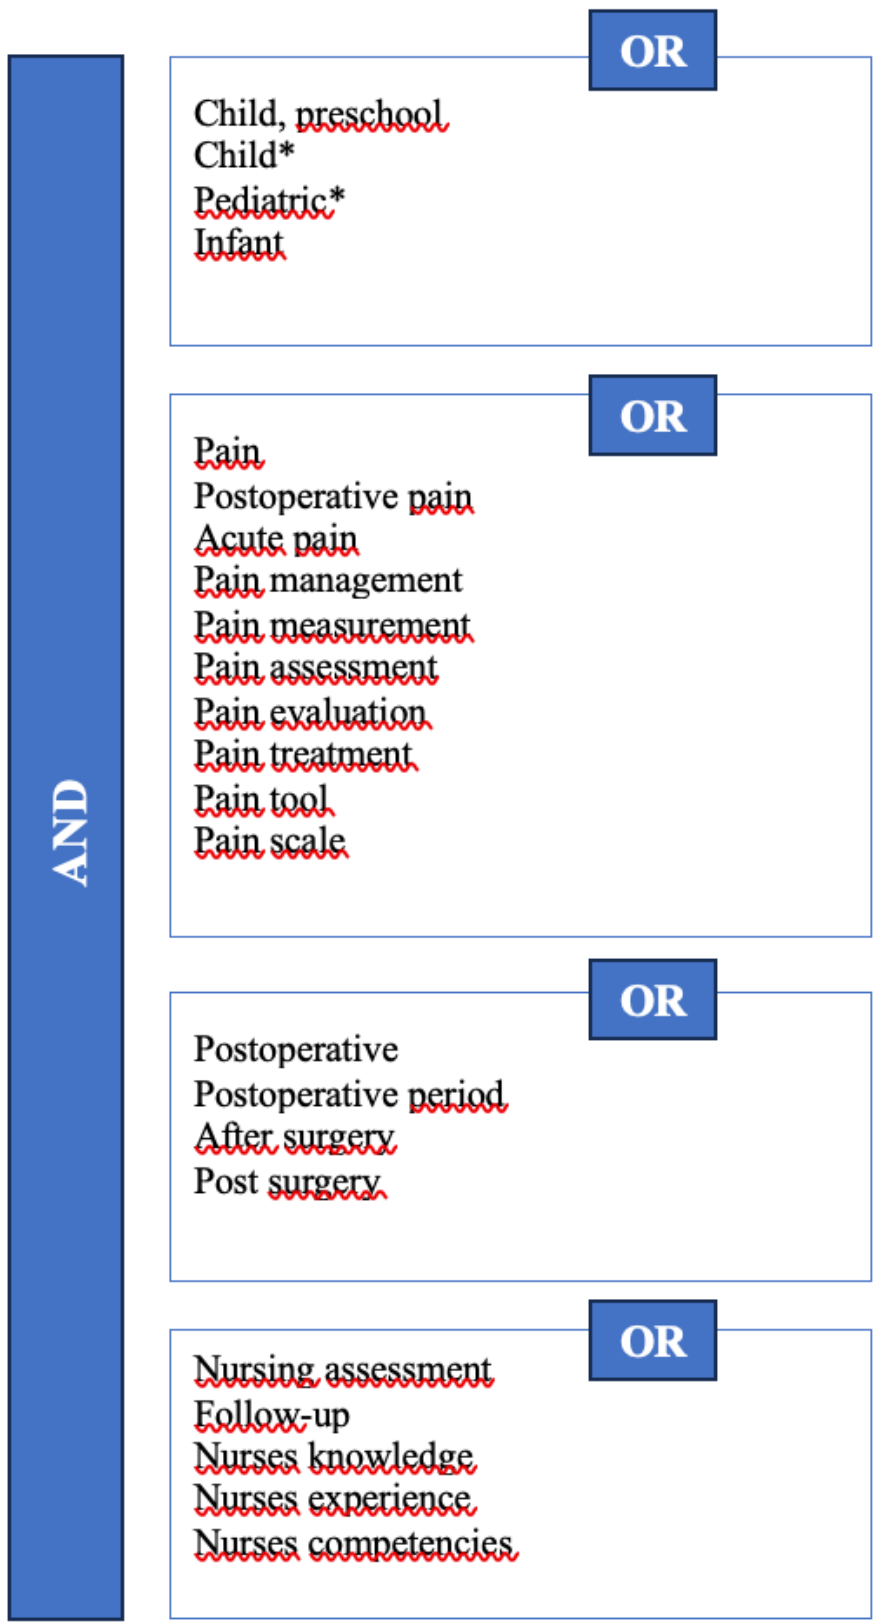 OR
Child, preschool
Child*
Pediatric*
Infant
OR
Pain
Postoperative pain
Acute pain
Pain management
Pain measurement
Pain assessment
Pain evaluation
Pain treatment
Pain tool
Pain scale
AND
OR
Postoperative
Postoperative period
After surgery
Post surgery
OR
Nursing assessment
Follow-up
Nurses knowledge
Nurses experience
Nurses competencies